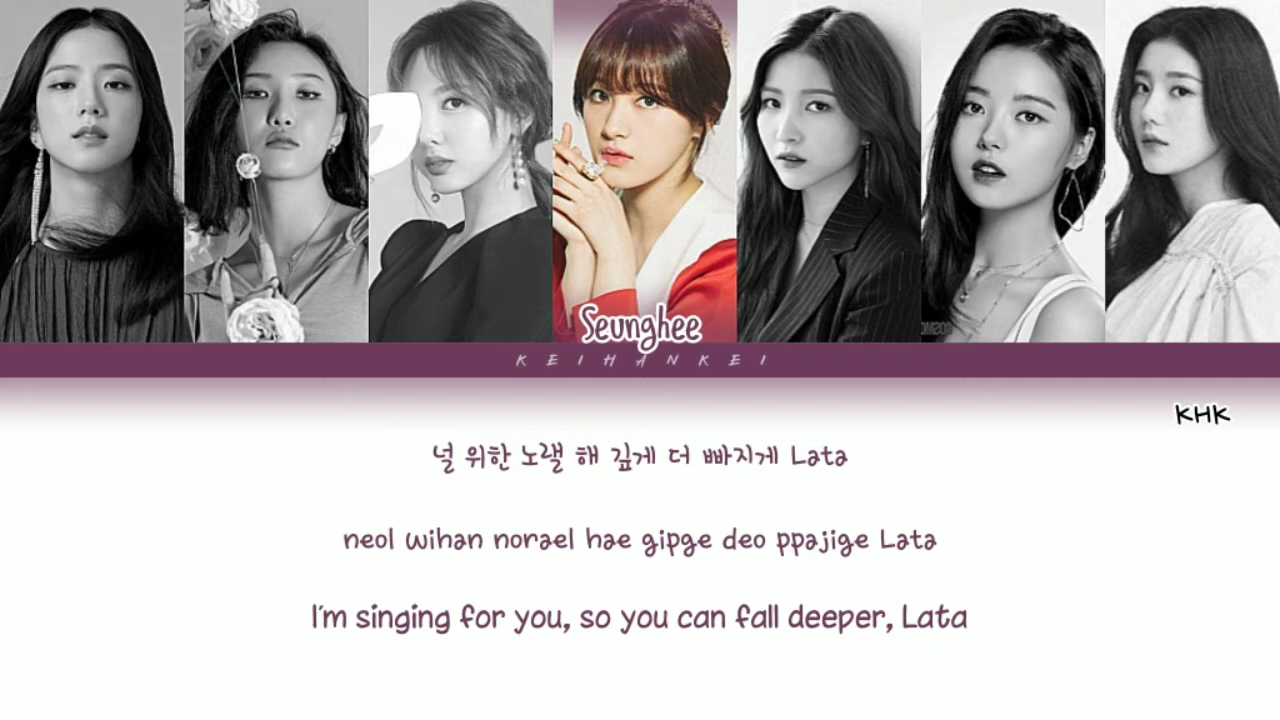 Seunghee
KEIHANKEI
KHK
널 위한 노랠 해 깊게 더 빠지게 Lata
neol wihan norael hae gipge deo ppajige Lata
I'm singing for you, so you can fall deeper, Lata